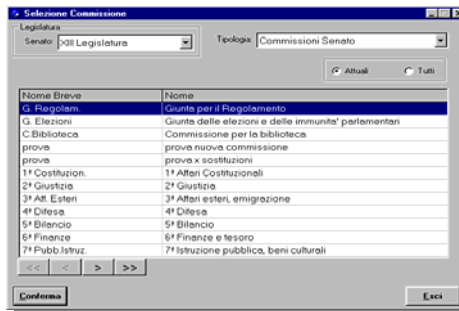 Selezione Commissione
Legislatura
Senato: XIII Legislatura
Tipologia: Commissioni Senato
Attuali Tutti
Nome Breve Nome
G. Regolam. Giunta per il Regolamento
G. Elezioni Giunta delle elezioni e delle immunita' parlamentari
C.Biblioteca Commissione per la biblioteca
prova prova nuova commissione
prova prova x sostituzioni
1ª Costituzion. 1ª Affari Costituzionali
2ª Giustizia 2ª Giustizia
3ª Aff. Esteri 3ª Affari esteri, emigrazione
4ª Difesa 4ª Difesa
5ª Bilancio 5ª Bilancio
6ª Finanze 6ª Finanze e tesoro
7ª Pubb.Istruz. 7ª Istruzione pubblica, beni culturali
<< < > >>
Conferma Esci